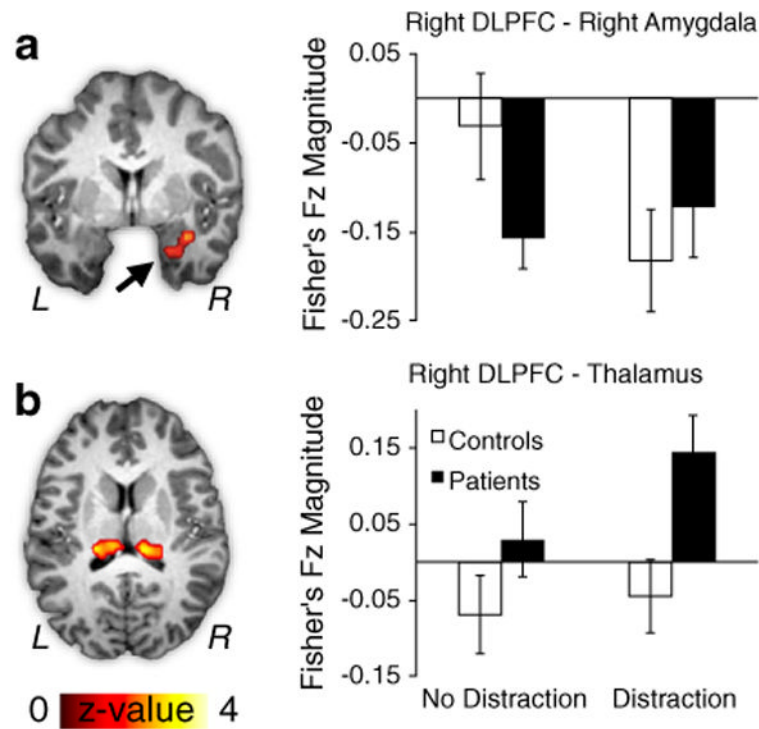 a
L
R
Right DLPFC - Right Amygdala
Fisher's Fz Magnitude
0.05
-0.05
-0.15
-0.25
b
L
R
0 z-value 4
Right DLPFC - Thalamus
Fisher's Fz Magnitude
0.15
0.05
-0.05
-0.15
Controls
Patients
No Distraction Distraction